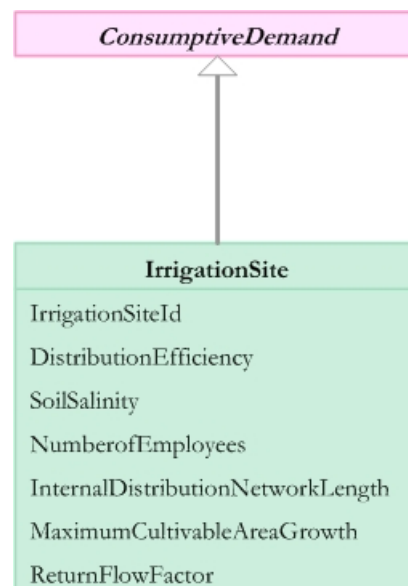 ConsumptiveDemand
IrrigationSite
IrrigationSiteId
DistributionEfficiency
SoilSalinity
NumberofEmployees
InternalDistributionNetworkLength
MaximumCultivableAreaGrowth
ReturnFlowFactor